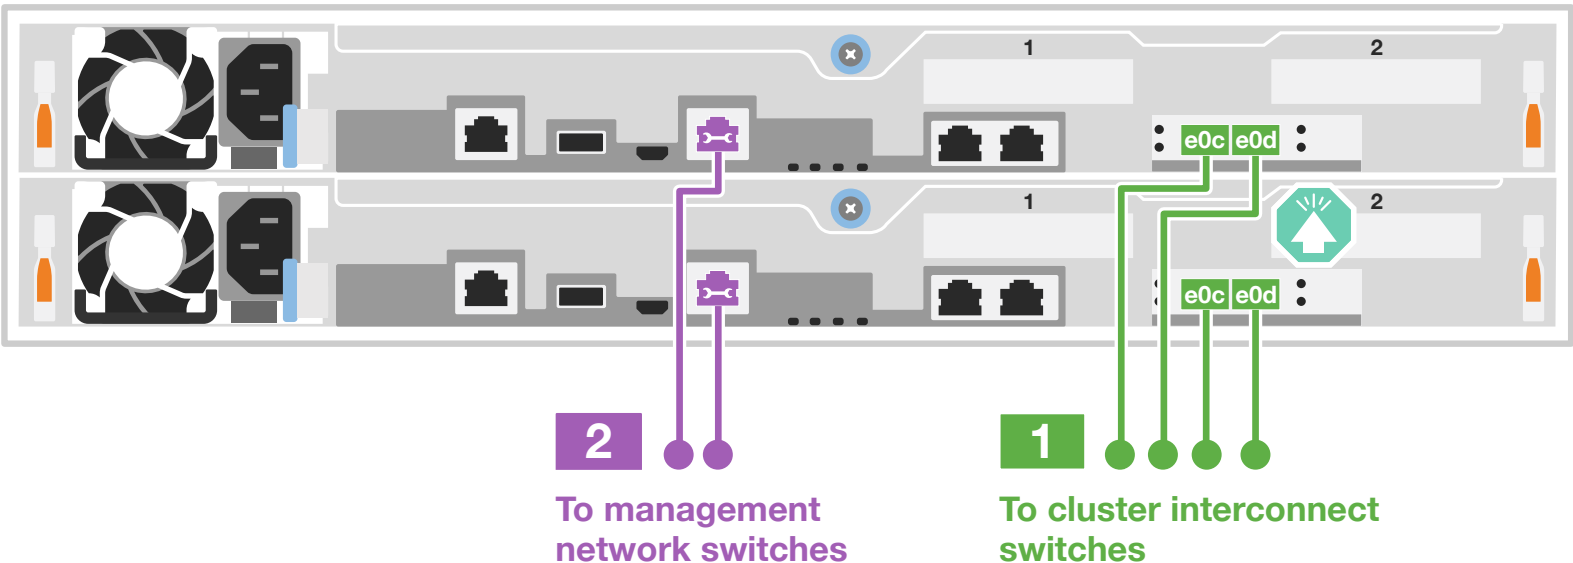 1 2
e0c e0d
1 2
e0c e0d
2 1
To management
network switches
To cluster interconnect
switches